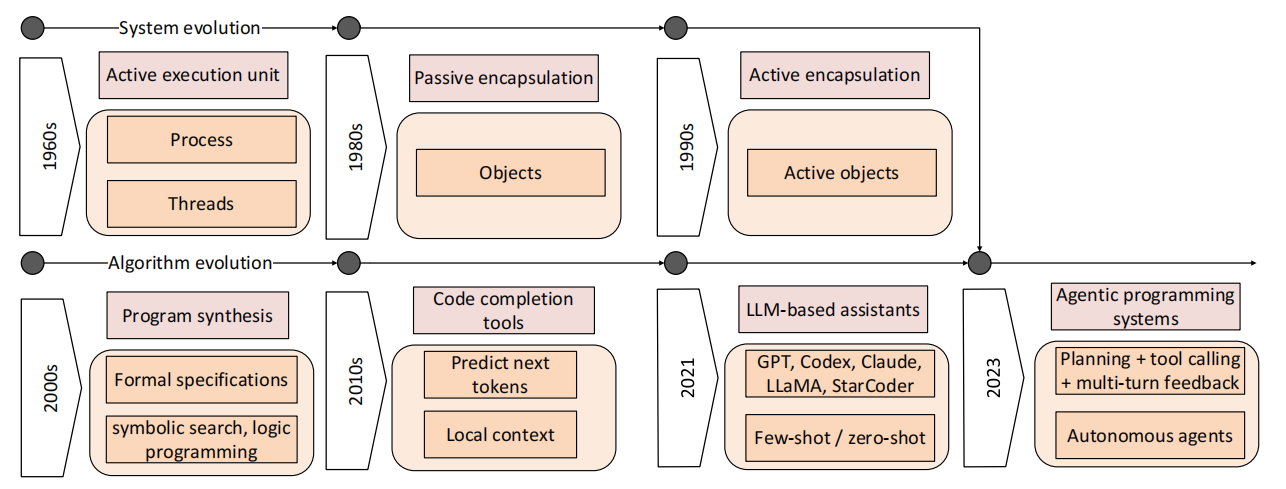 System evolution
1960s
Active execution unit
Process
Threads
1980s
Passive encapsulation
Objects
1990s
Active encapsulation
Active objects
Algorithm evolution
2000s
Program synthesis
Formal specifications
symbolic search, logic
programming
2010s
Code completion
tools
Predict next
tokens
Local context
2021
LLM-based assistants
GPT, Codex, Claude,
LLaMA, StarCoder
Few-shot / zero-shot
2023
Agentic programming
systems
Planning + tool calling
+ multi-turn feedback
Autonomous agents